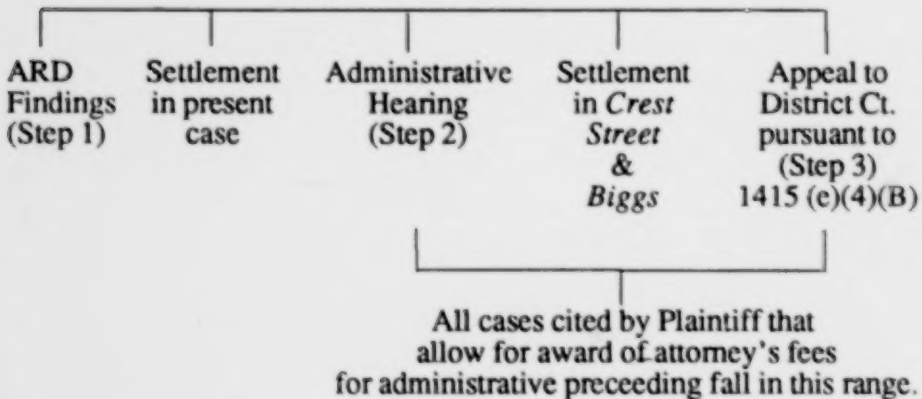 ARD Findings (Step 1)
Settlement in present case
Administrative Hearing (Step 2)
Settlement in Crest Street & Biggs
Appeal to District Ct. pursuant to (Step 3) 1415 (e)(4)(B)
All cases cited by Plaintiff that
allow for award of attorney's fees
for administrative preceeding fall in this range.